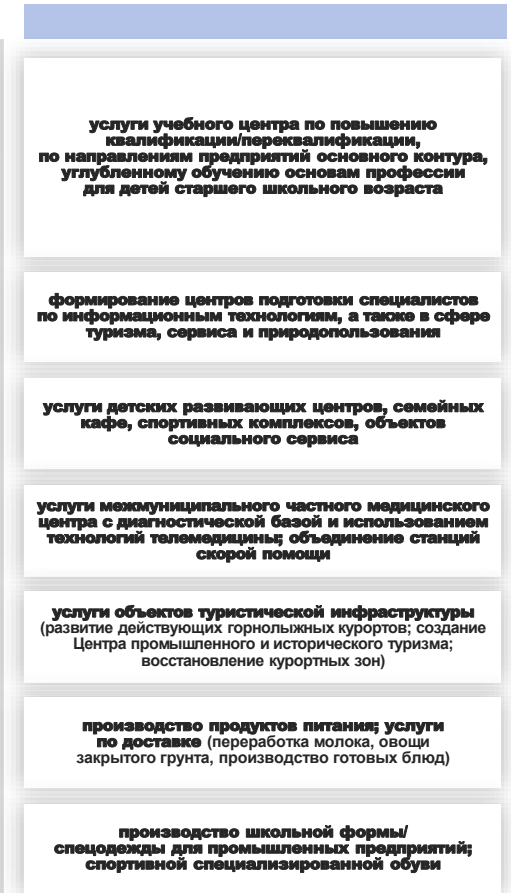 услуги учебного центра по повышению
квалификации/переквалификации,
по направлениям предприятий основного контура,
углубленному обучению основам профессии
для детей старшего школьного возраста
формирование центров подготовки специалистов
по информационным технологиям, а также в сфере
туризма, сервиса и природопользования
услуги детских развивающих центров, семейных
кафе, спортивных комплексов, объектов
социального сервиса
услуги межмуниципального частного медицинского
центра с диагностической базой и использованием
технологий телемедицины; объединение станций
скорой помощи
услуги объектов туристической инфраструктуры
(развитие действующих горнолыжных курортов; создание
Центра промышленного и исторического туризма;
восстановление курортных зон)
производство продуктов питания; услуги
по доставке (переработка молока, овощи
закрытого грунта, производство готовых блюд)
производство школьной формы/
спецодежды для промышленных предприятий;
спортивной специализированной обуви